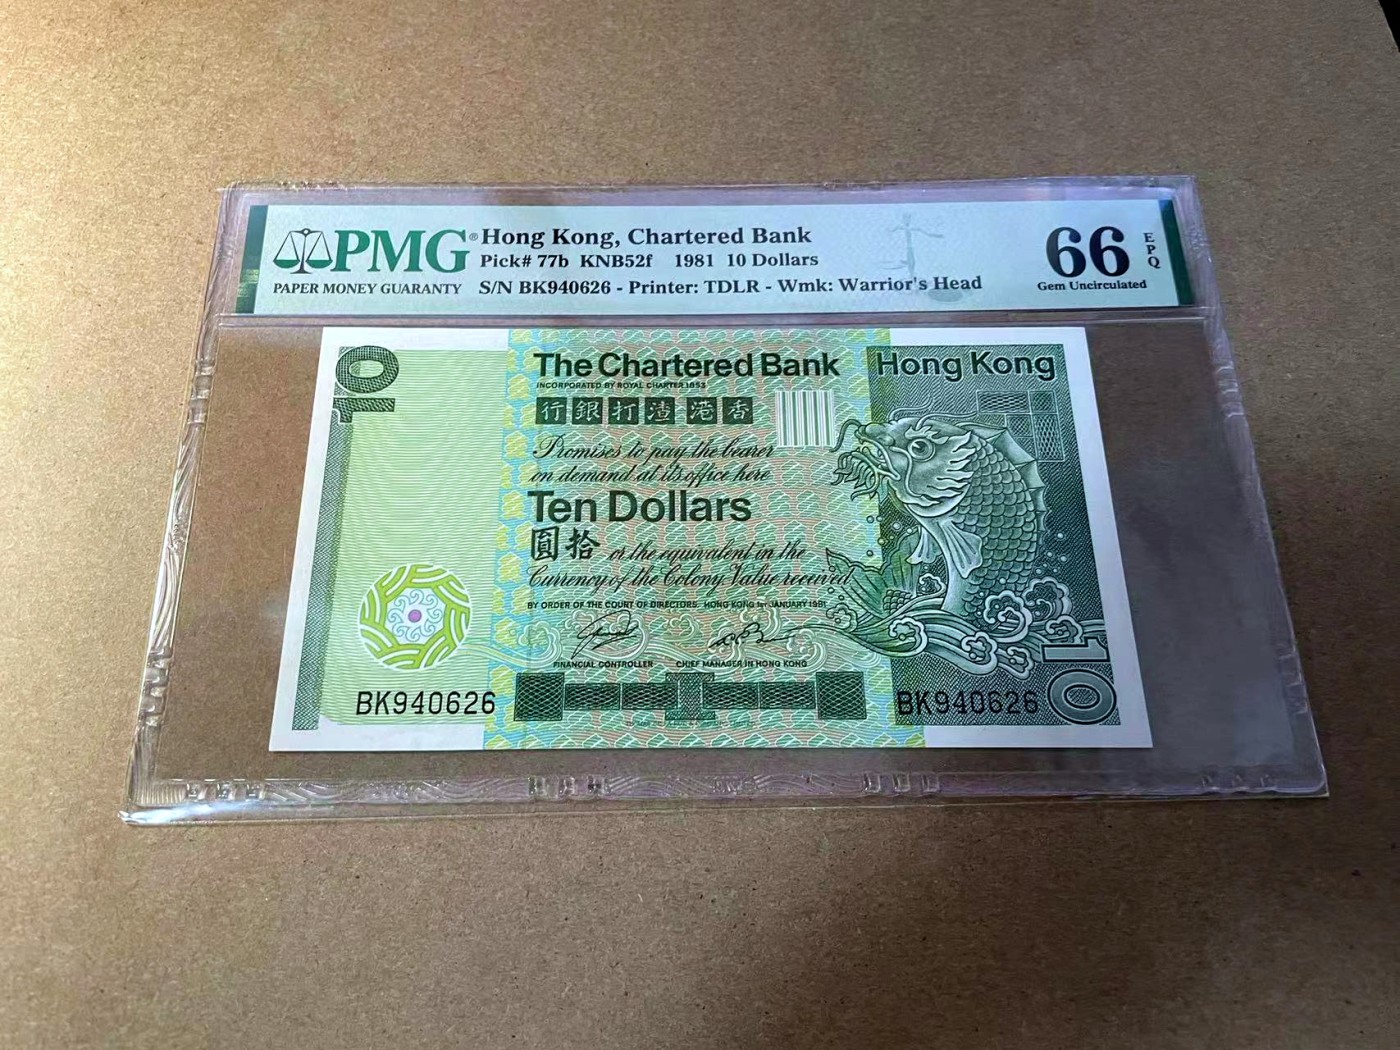 PMG®
PAPER MONEY GUARANTY
Hong Kong, Chartered Bank
Pick# 77b KNB52f 1981 10 Dollars
S/N BK940626 - Printer: TDLR - Wmk: Warrior's Head
66
EPQ
Gem Uncirculated
10
The Chartered Bank
Hong Kong
INCORPORATED BY ROYAL CHARTER 1853
行銀打渣港香
Promises to pay the bearer
on demand at its office here
Ten Dollars
圓拾 or the equivalent in the
Currency of the Colony, Value received
BY ORDER OF THE COURT OF DIRECTORS. HONG KONG 1ST JANUARY 1981.
FINANCIAL CONTROLLER
CHIEF MANAGER IN HONG KONG
BK940626
BK940626
10